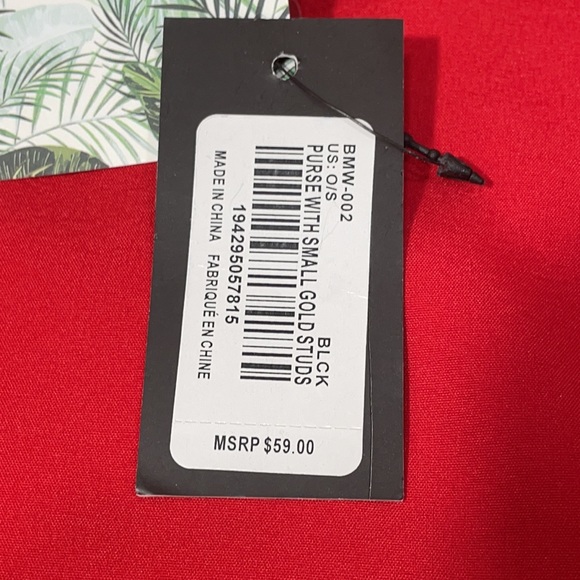 BMW-002 BLCK
US: O/S
PURSE WITH SMALL GOLD STUDS
194295057815
MADE IN CHINA FABRIQUÉ EN CHINE
MSRP $59.00